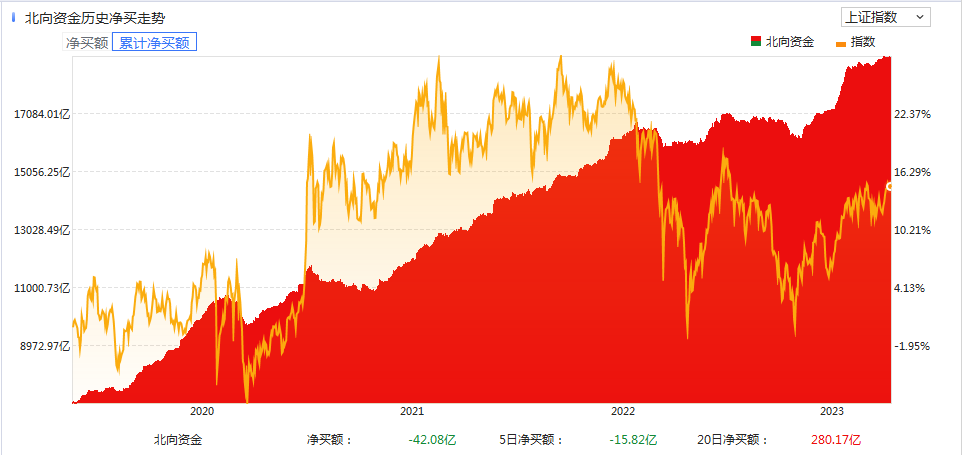 北向资金历史净买走势
上证指数
净买额 累计净买额
北向资金 指数
17084.01亿 22.37%
15056.25亿 16.29%
13028.49亿 10.21%
11000.73亿 4.13%
8972.97亿 -1.95%
2020 2021 2022 2023
北向资金 净买额： -42.08亿 5日净买额： -15.82亿 20日净买额： 280.17亿